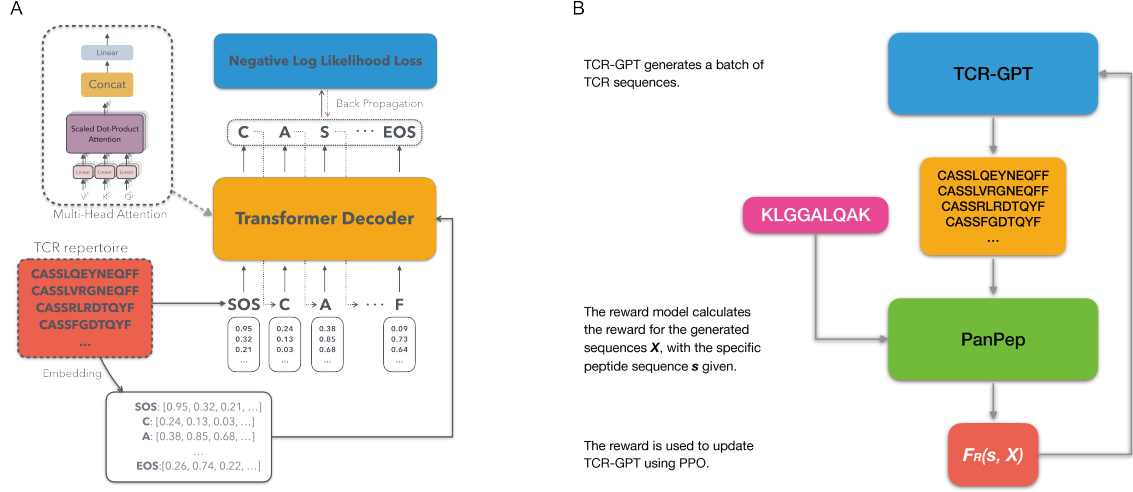 A
Linear
Concat
Scaled Dot-Product
Attention
Linear Linear Linear
V K Q
Multi-Head Attention
Negative Log Likelihood Loss
Back Propagation
C A S ··· EOS
Transformer Decoder
TCR repertoire
CASSLQEYNEQFF
CASSLVRGNEQFF
CASSRLRDTQYF
CASSFGDTQYF
...
SOS C A ··· F
0.95 0.24 0.38 0.09
0.32 0.13 0.85 0.73
0.21 0.03 0.68 0.64
... ... ... ...
Embedding
SOS: [0.95, 0.32, 0.21, ...]
C: [0.24, 0.13, 0.03, ...]
A: [0.38, 0.85, 0.68, ...]
...
EOS:[0.26, 0.74, 0.22, ...]
B
TCR-GPT generates a batch of
TCR sequences.
TCR-GPT
CASSLQEYNEQFF
CASSLVRGNEQFF
CASSRLRDTQYF
CASSFGDTQYF
...
KLGGALQAK
The reward model calculates
the reward for the generated
sequences X, with the specific
peptide sequence s given.
PanPep
The reward is used to update
TCR-GPT using PPO.
FR(s, X)